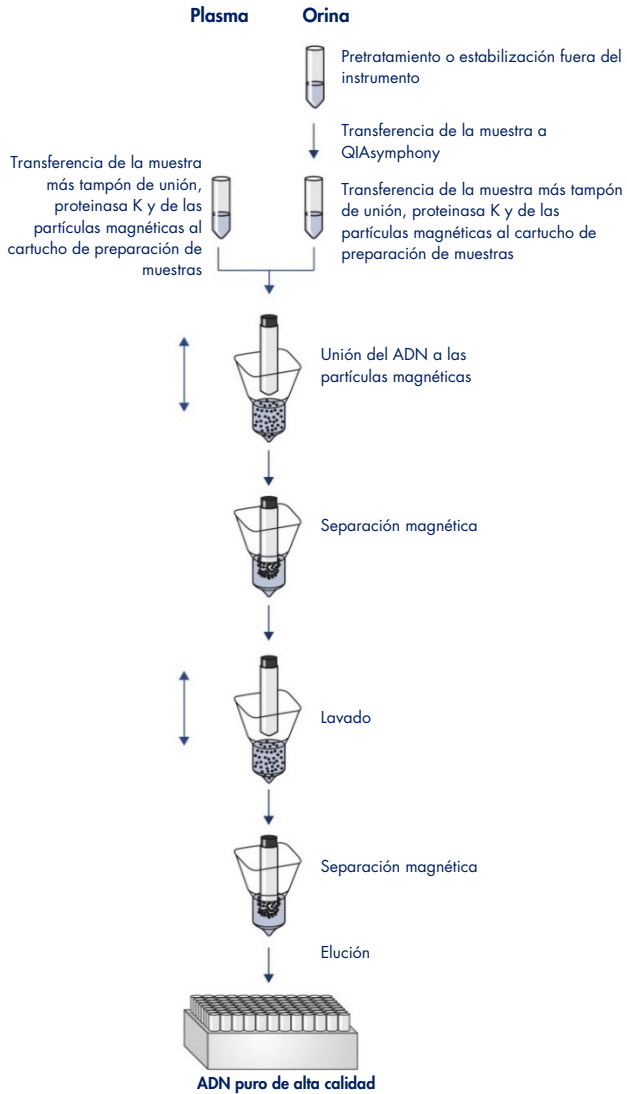 Plasma
Orina
Pretratamiento o estabilización fuera del
instrumento
Transferencia de la muestra a
QIAsymphony
Transferencia de la muestra
más tampón de unión,
proteinasa K y de las
partículas magnéticas al
cartucho de preparación de
muestras
Transferencia de la muestra más tampón
de unión, proteinasa K y de las
partículas magnéticas al cartucho de
preparación de muestras
Unión del ADN a las
partículas magnéticas
Separación magnética
Lavado
Separación magnética
Elución
ADN puro de alta calidad